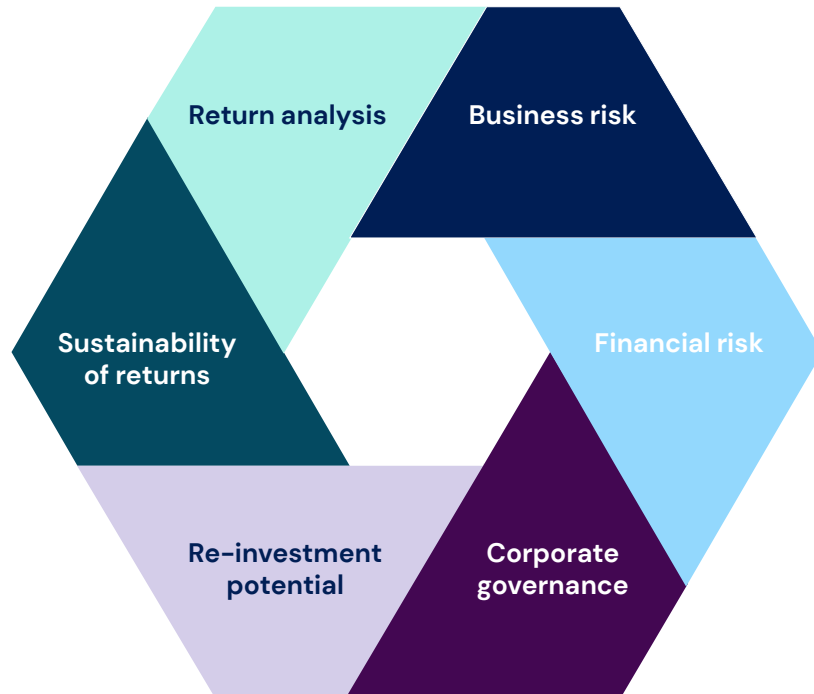 Return analysis
Business risk
Sustainability
of returns
Financial risk
Re-investment
potential
Corporate
governance